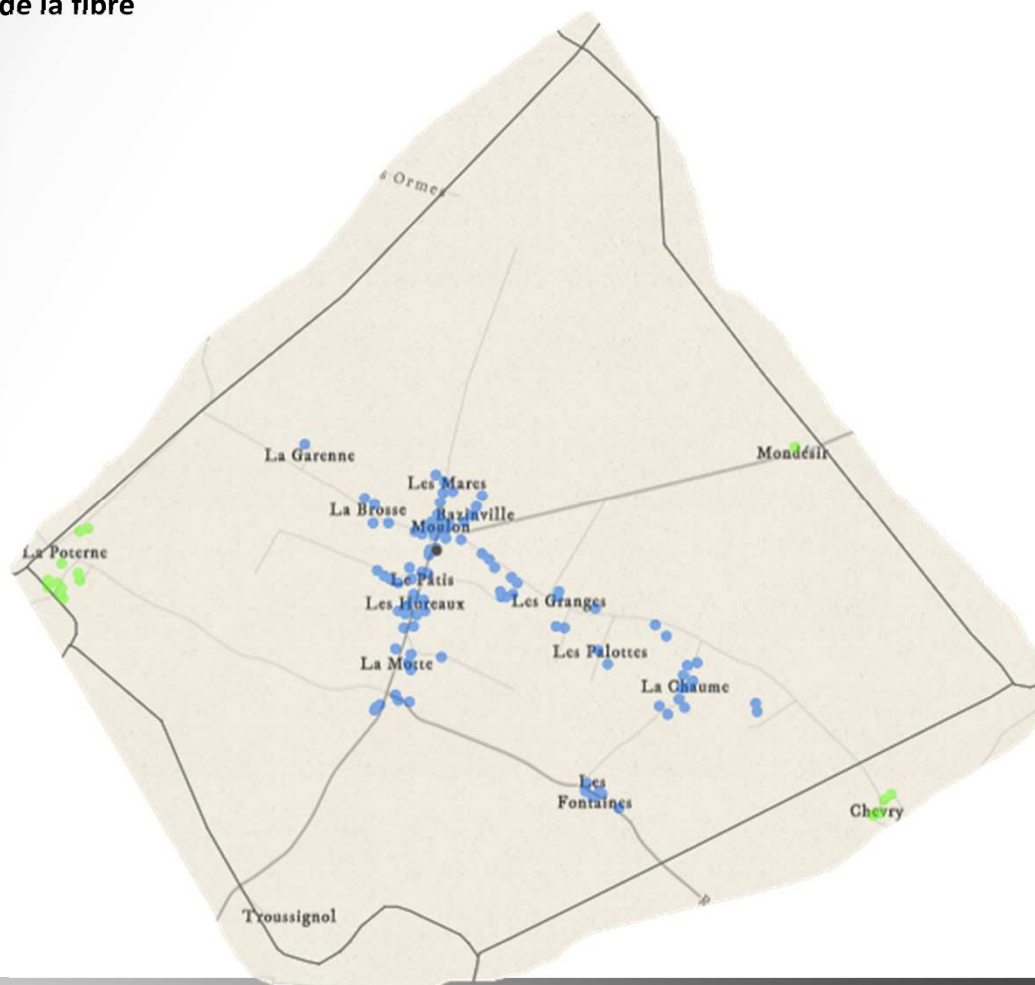 de la fibre
s Ormes
La Garenne
Les Mares
La Brosse
Bazinville
Moulon
Mondésir
La Poterne
Le Pâtis
Les Hureaux
Les Granges
Les Palottes
La Motte
La Chaume
Les
Fontaines
Chevry
Troussignol